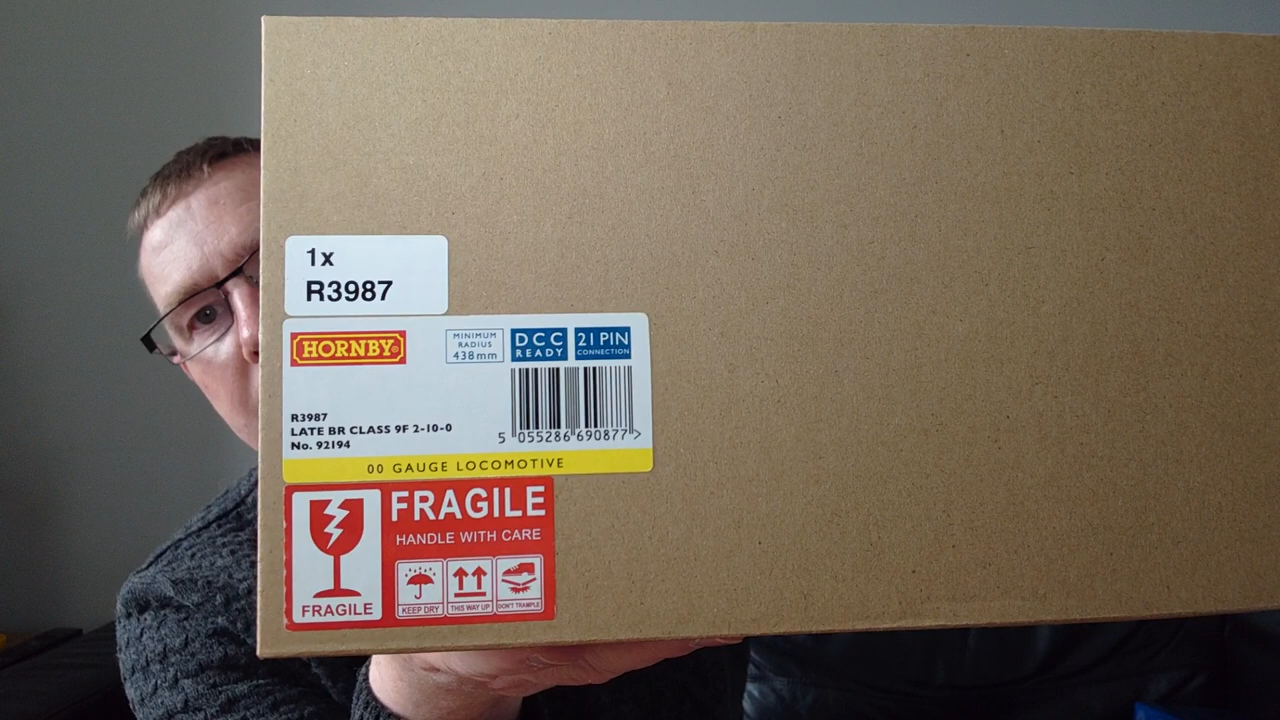 1x
R3987
HORNBY®
MINIMUM
RADIUS
438mm
DCC
READY
21 PIN
CONNECTION
R3987
LATE BR CLASS 9F 2-10-0
No. 92194
5 055286 690877 >
00 GAUGE LOCOMOTIVE
FRAGILE
HANDLE WITH CARE
FRAGILE
KEEP DRY
THIS WAY UP
DON'T TRAMPLE